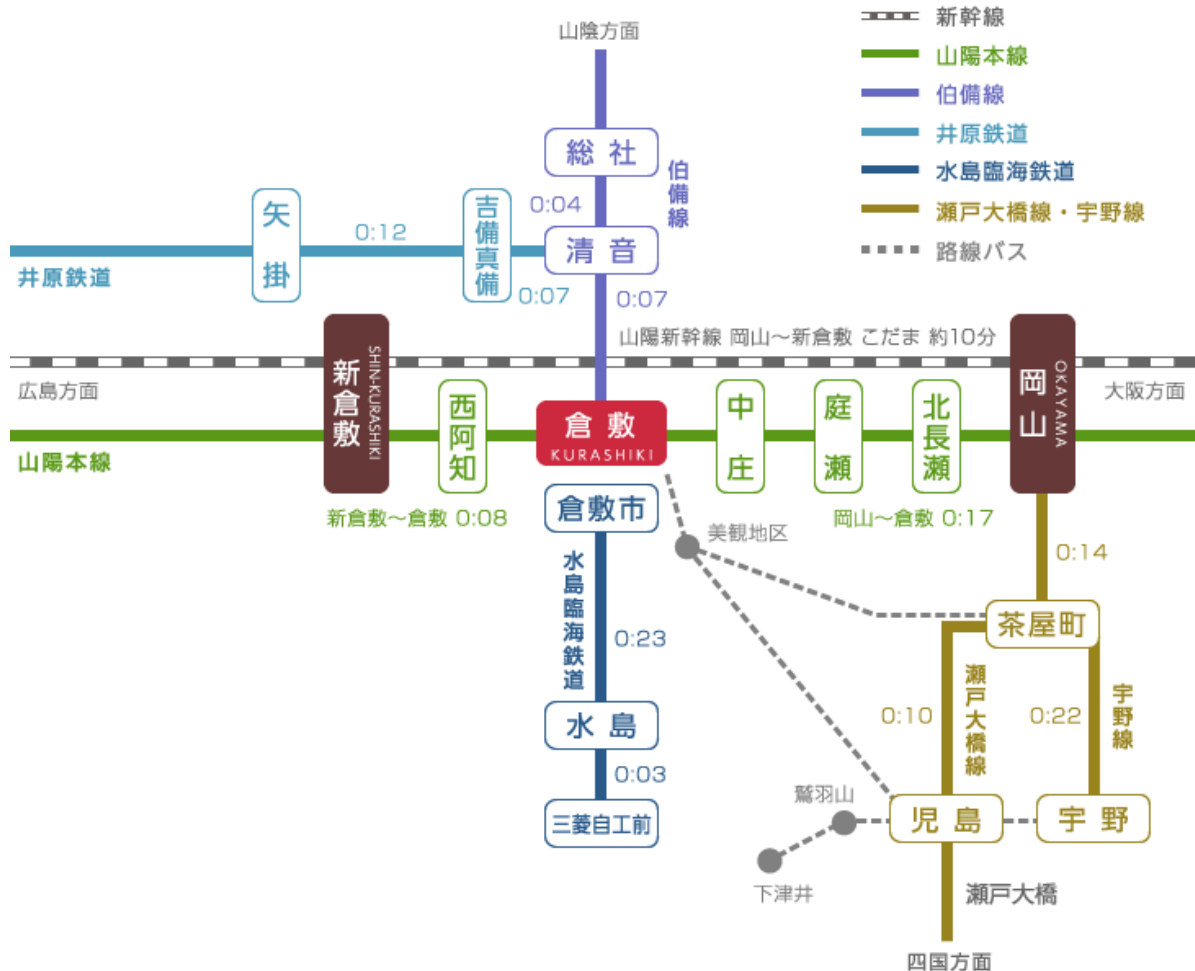 新幹線
山陽本線
伯備線
井原鉄道
水島臨海鉄道
瀬戸大橋線・宇野線
路線バス
山陰方面
総社
伯備線
0:04
矢掛
0:12
吉備真備
清音
井原鉄道
0:07
0:07
山陽新幹線 岡山〜新倉敷 こだま 約10分
広島方面
大阪方面
新倉敷
SHIN-KURASHIKI
西阿知
倉敷
KURASHIKI
中庄
庭瀬
北長瀬
岡山
OKAYAMA
山陽本線
新倉敷〜倉敷 0:08
倉敷市
岡山〜倉敷 0:17
美観地区
0:14
水島臨海鉄道
0:23
茶屋町
瀬戸大橋線
0:10
0:22
宇野線
水島
0:03
三菱自工前
鷲羽山
児島
宇野
下津井
瀬戸大橋
四国方面